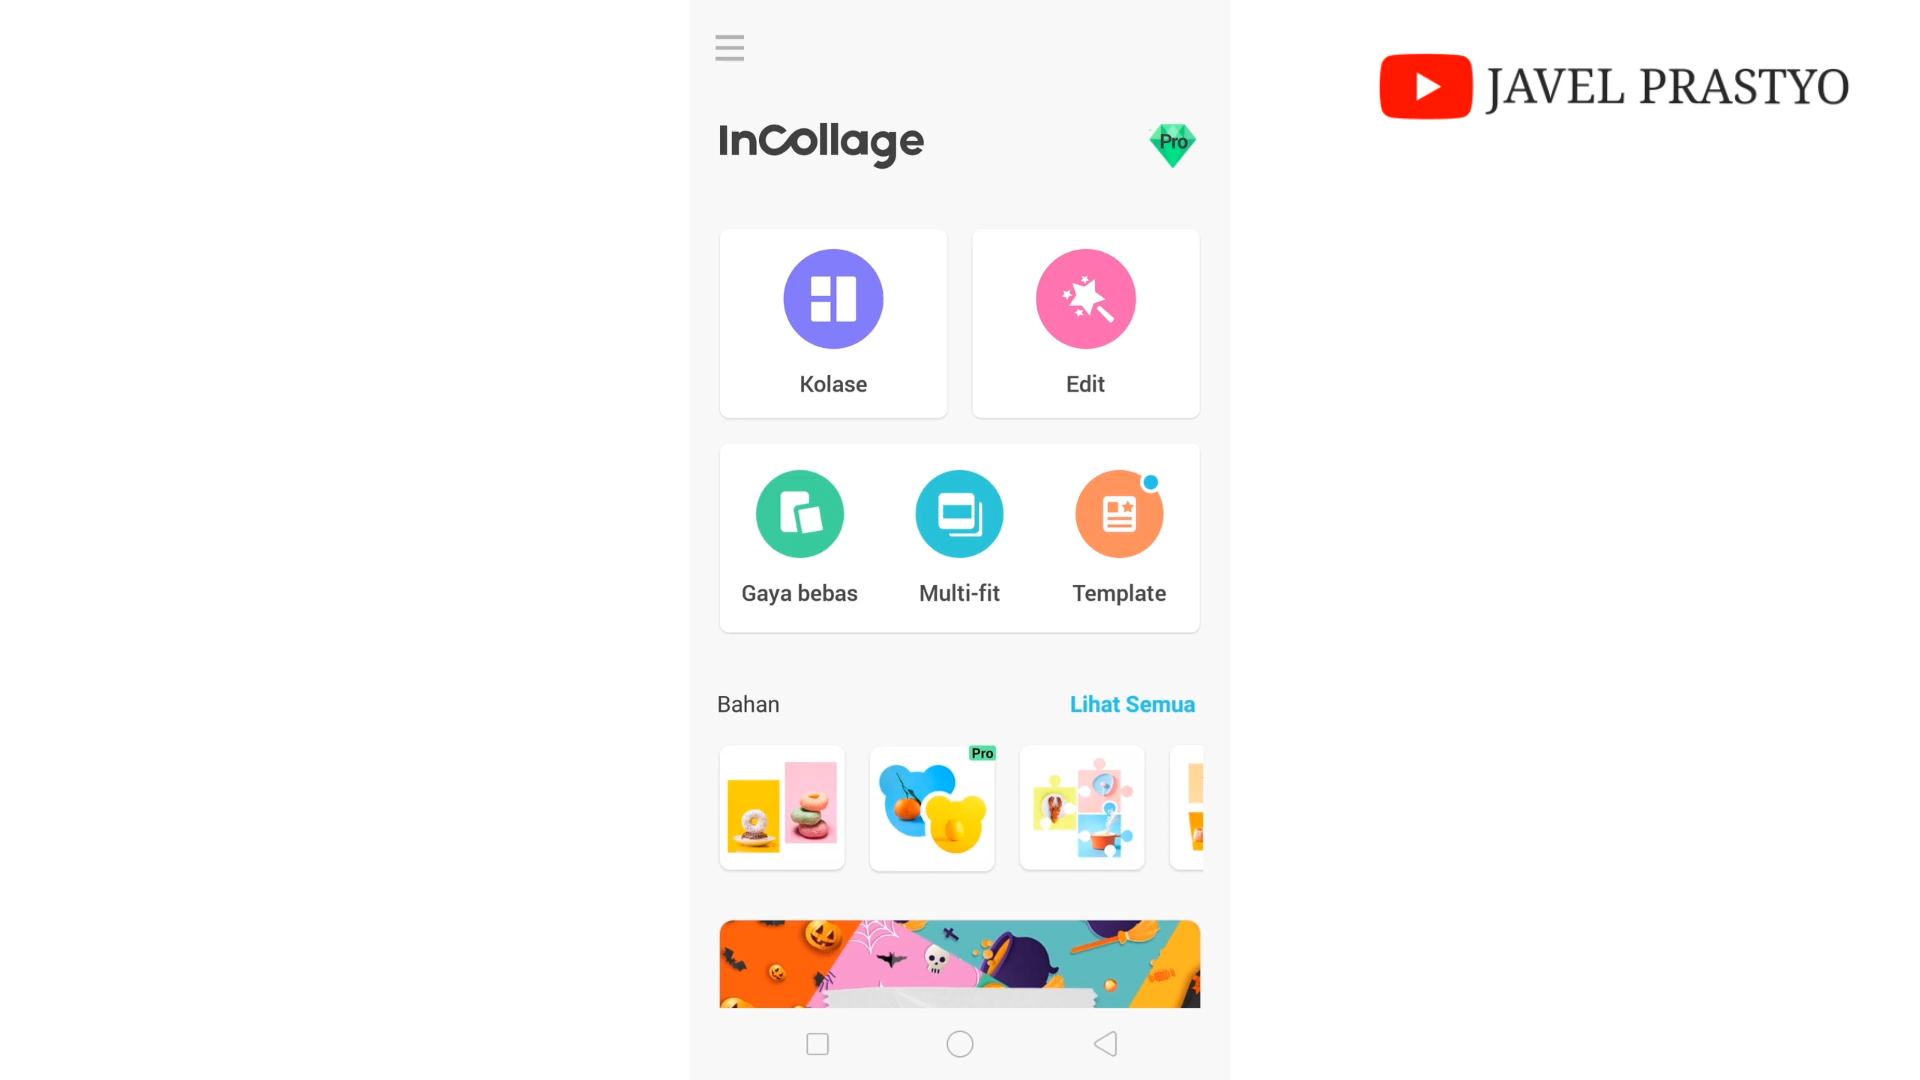 JAVEL PRASTYO
InCollage
Pro
Kolase
Edit
Gaya bebas
Multi-fit
Template
Bahan
Lihat Semua
Pro